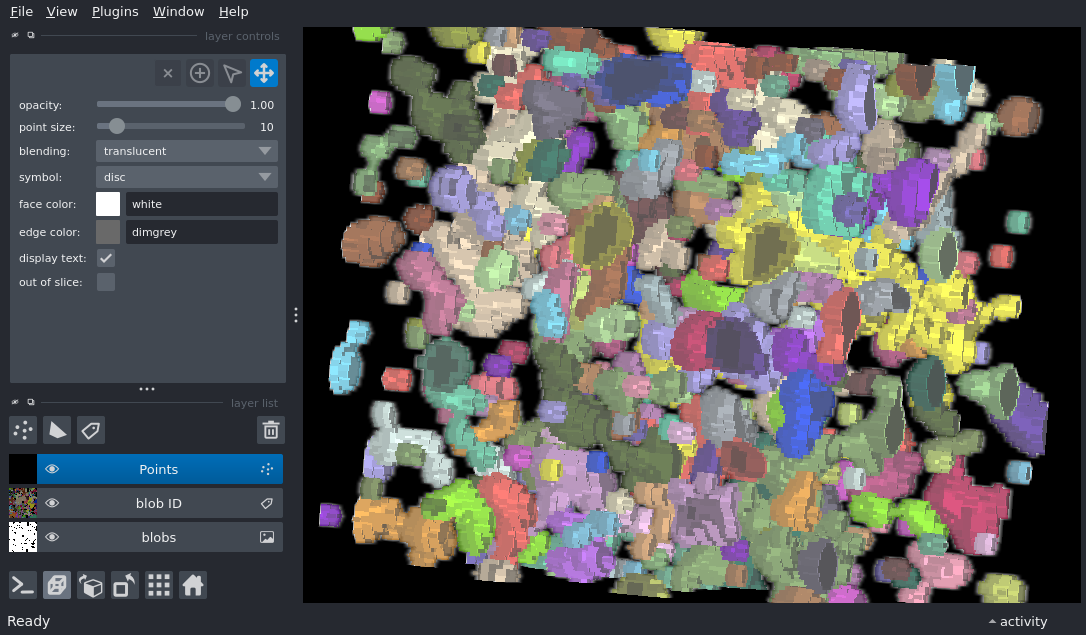 File View Plugins Window Help
layer controls
opacity: 1.00
point size: 10
blending: translucent
symbol: disc
face color: white
edge color: dimgrey
display text:
out of slice:
layer list
Points
blob ID
blobs
Ready
activity